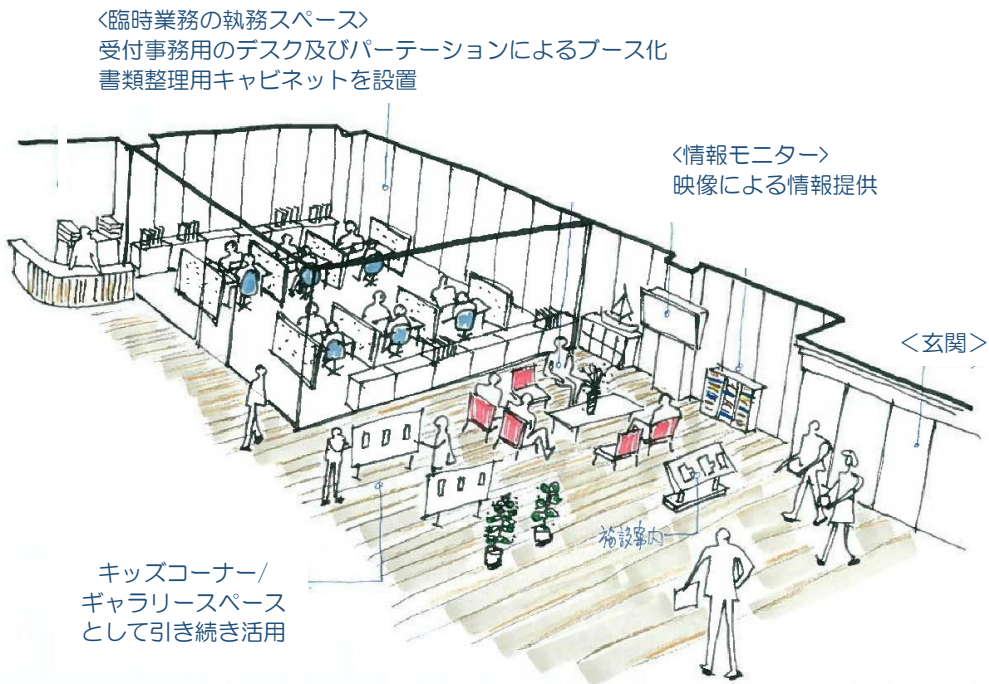 <臨時業務の執務スペース>
受付事務用のデスク及びパーテーションによるブース化
書類整理用キャビネットを設置
<情報モニター>
映像による情報提供
<玄関>
施設案内
キッズコーナー/
ギャラリースペース
として引き続き活用